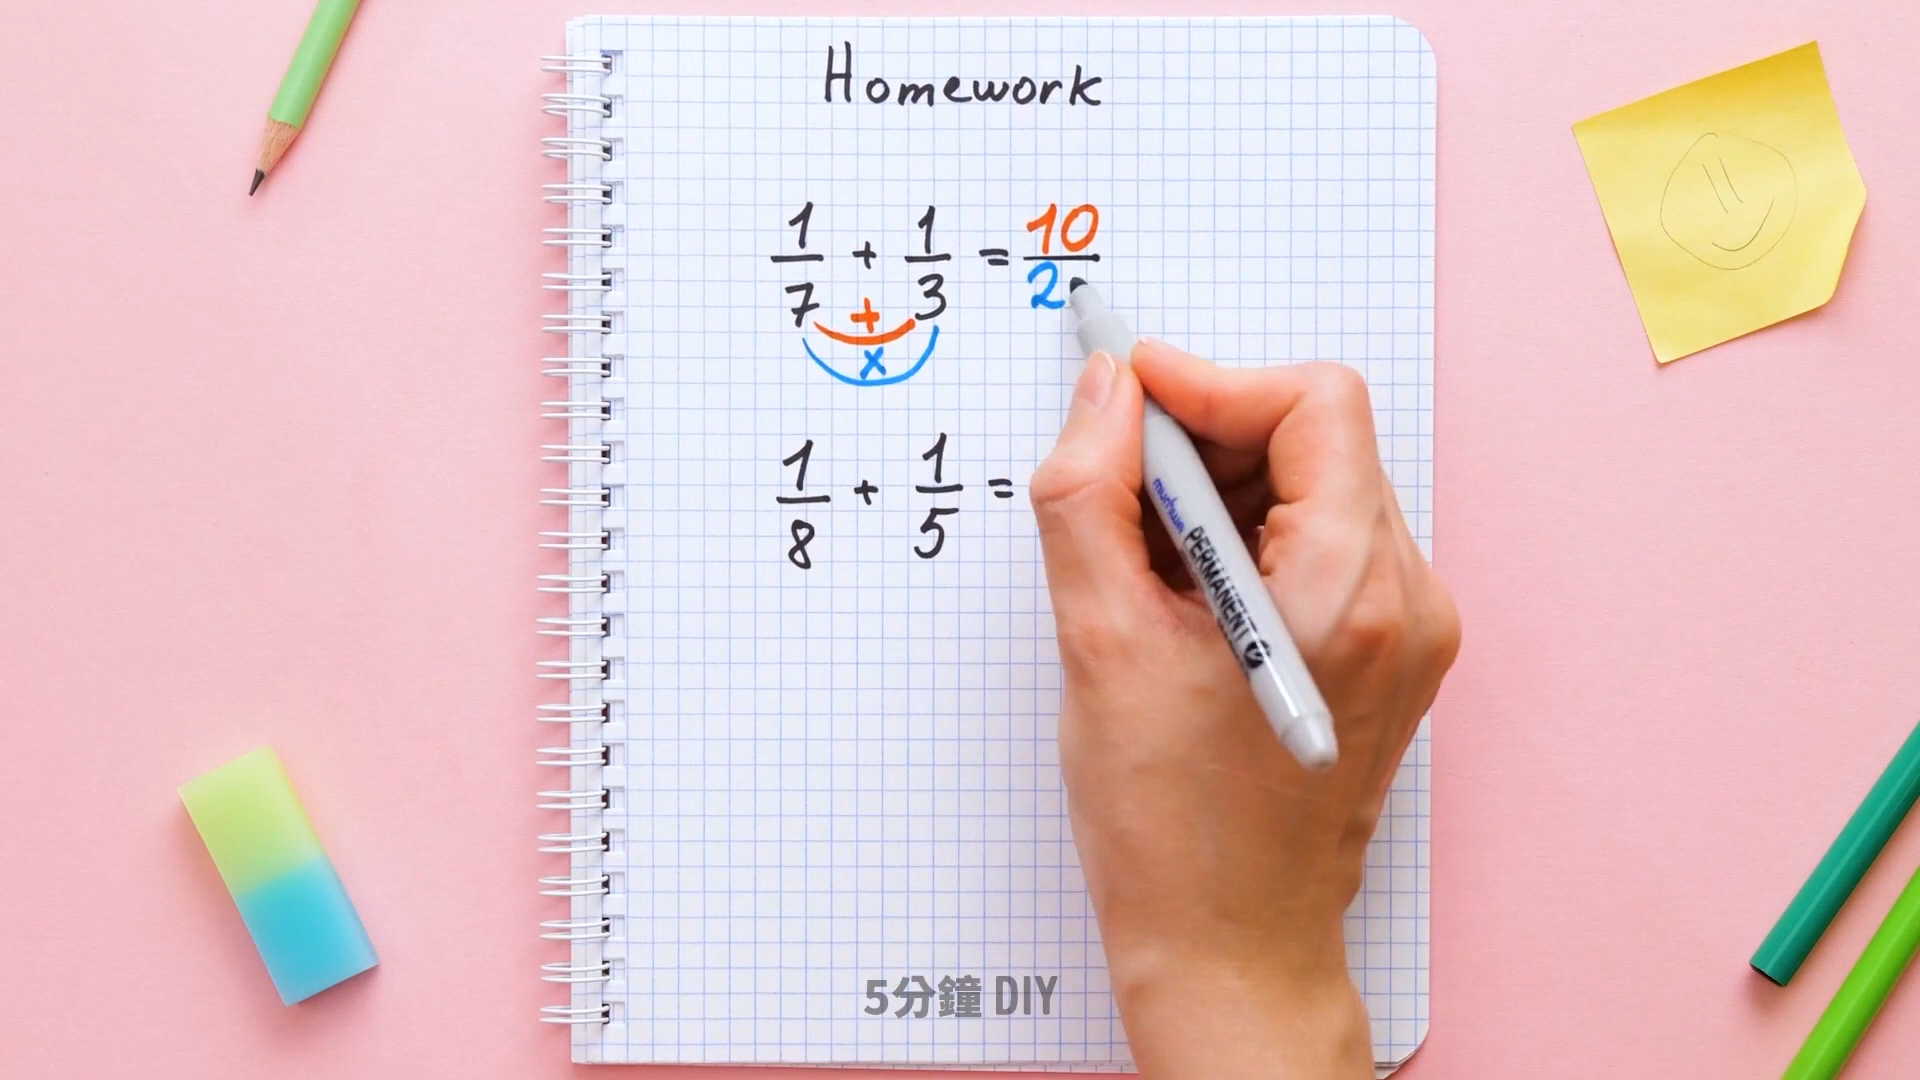 Homework
1/7 + 1/3 = 10/2
+
x
1/8 + 1/5 =
PERMANENT
5分鐘 DIY